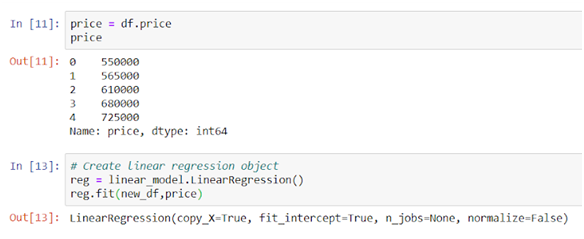 In [11]: price = df.price
price
Out[11]: 0 550000
1 565000
2 610000
3 680000
4 725000
Name: price, dtype: int64
In [13]: # Create linear regression object
reg = linear_model.LinearRegression()
reg.fit(new_df,price)
Out[13]: LinearRegression(copy_X=True, fit_intercept=True, n_jobs=None, normalize=False)